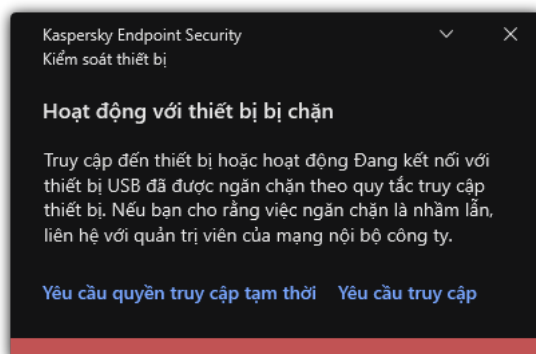 Kaspersky Endpoint Security
Kiểm soát thiết bị
Hoạt động với thiết bị bị chặn
Truy cập đến thiết bị hoặc hoạt động Đang kết nối với
thiết bị USB đã được ngăn chặn theo quy tắc truy cập
thiết bị. Nếu bạn cho rằng việc ngăn chặn là nhầm lẫn,
liên hệ với quản trị viên của mạng nội bộ công ty.
Yêu cầu quyền truy cập tạm thời Yêu cầu truy cập